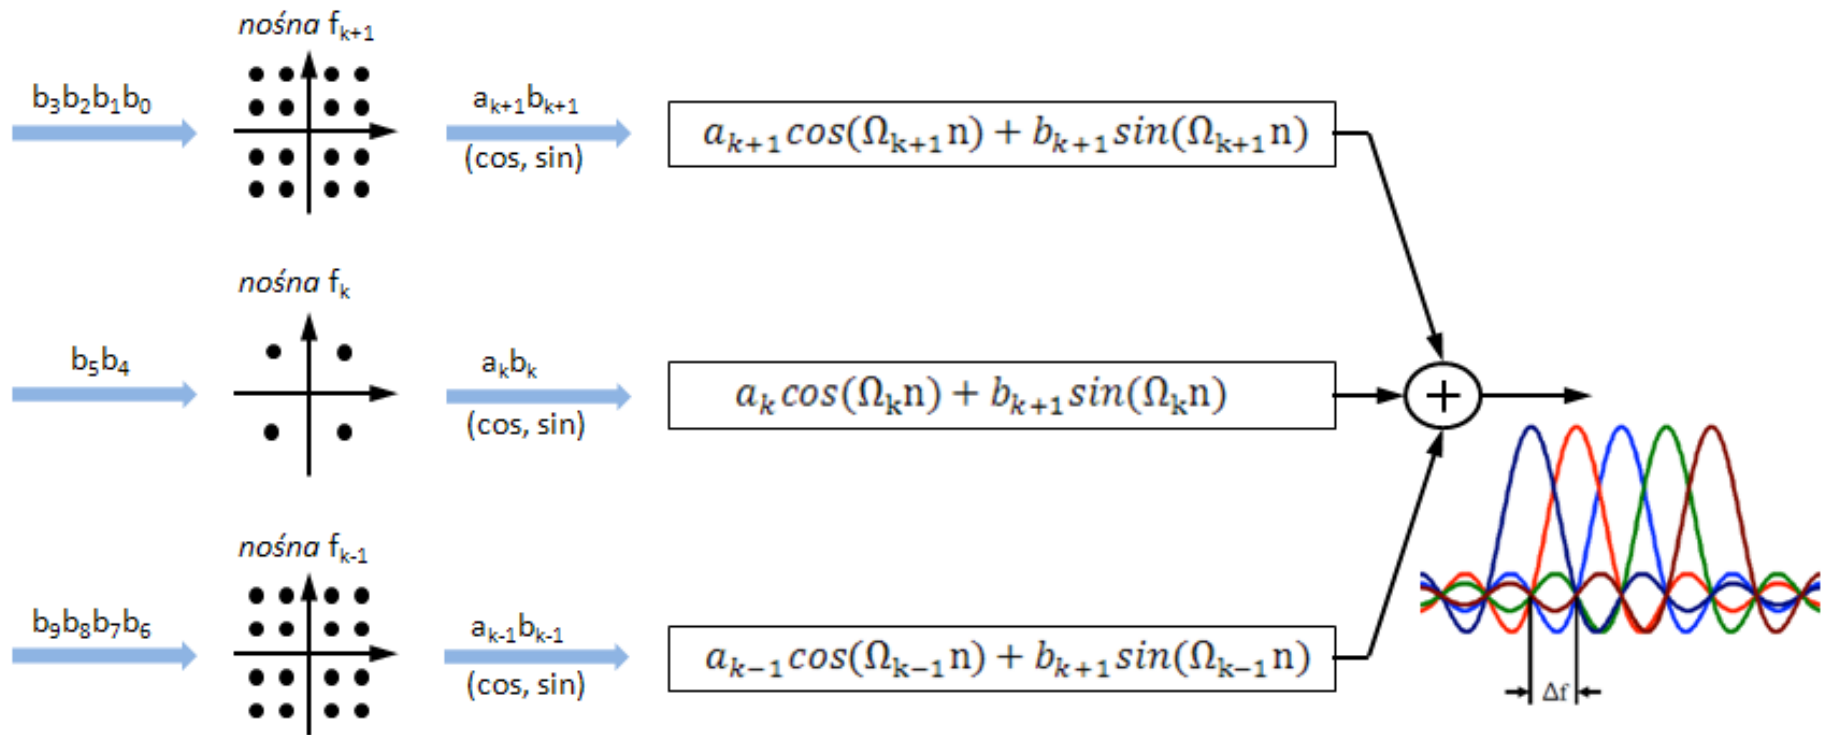 nośna fk+1
b3b2b1b0
ak+1bk+1
(cos, sin)
ak+1cos(Ωk+1n) + bk+1sin(Ωk+1n)
nośna fk
b5b4
akbk
(cos, sin)
akcos(Ωkn) + bk+1sin(Ωkn)
+
nośna fk-1
b9b8b7b6
ak-1bk-1
(cos, sin)
ak−1cos(Ωk−1n) + bk+1sin(Ωk−1n)
Δf